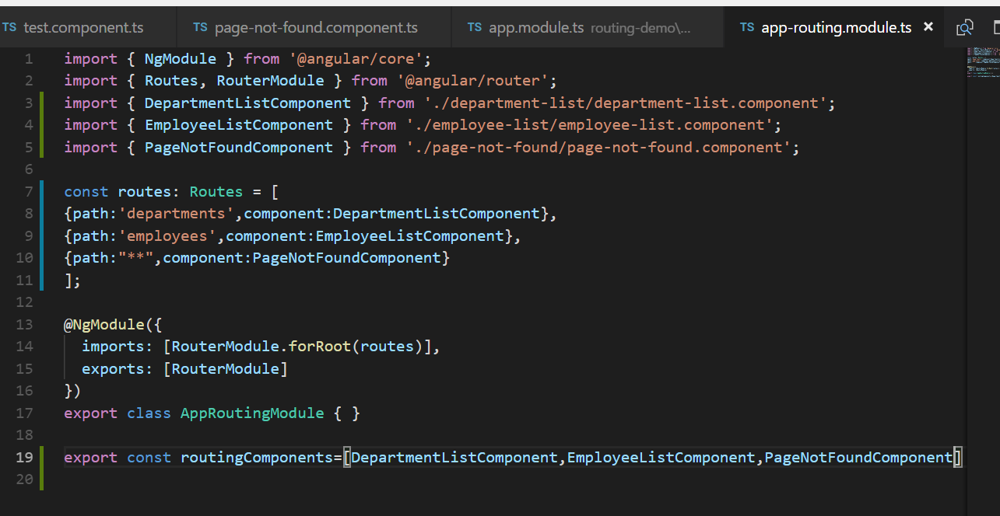 TS test.component.ts TS page-not-found.component.ts TS app.module.ts routing-demo\... TS app-routing.module.ts ×
1 import { NgModule } from '@angular/core';
2 import { Routes, RouterModule } from '@angular/router';
3 import { DepartmentListComponent } from './department-list/department-list.component';
4 import { EmployeeListComponent } from './employee-list/employee-list.component';
5 import { PageNotFoundComponent } from './page-not-found/page-not-found.component';
6
7 const routes: Routes = [
8 {path:'departments',component:DepartmentListComponent},
9 {path:'employees',component:EmployeeListComponent},
10 {path:"**",component:PageNotFoundComponent}
11 ];
12
13 @NgModule({
14   imports: [RouterModule.forRoot(routes)],
15   exports: [RouterModule]
16 })
17 export class AppRoutingModule { }
18
19 export const routingComponents=[DepartmentListComponent,EmployeeListComponent,PageNotFoundComponent]
20